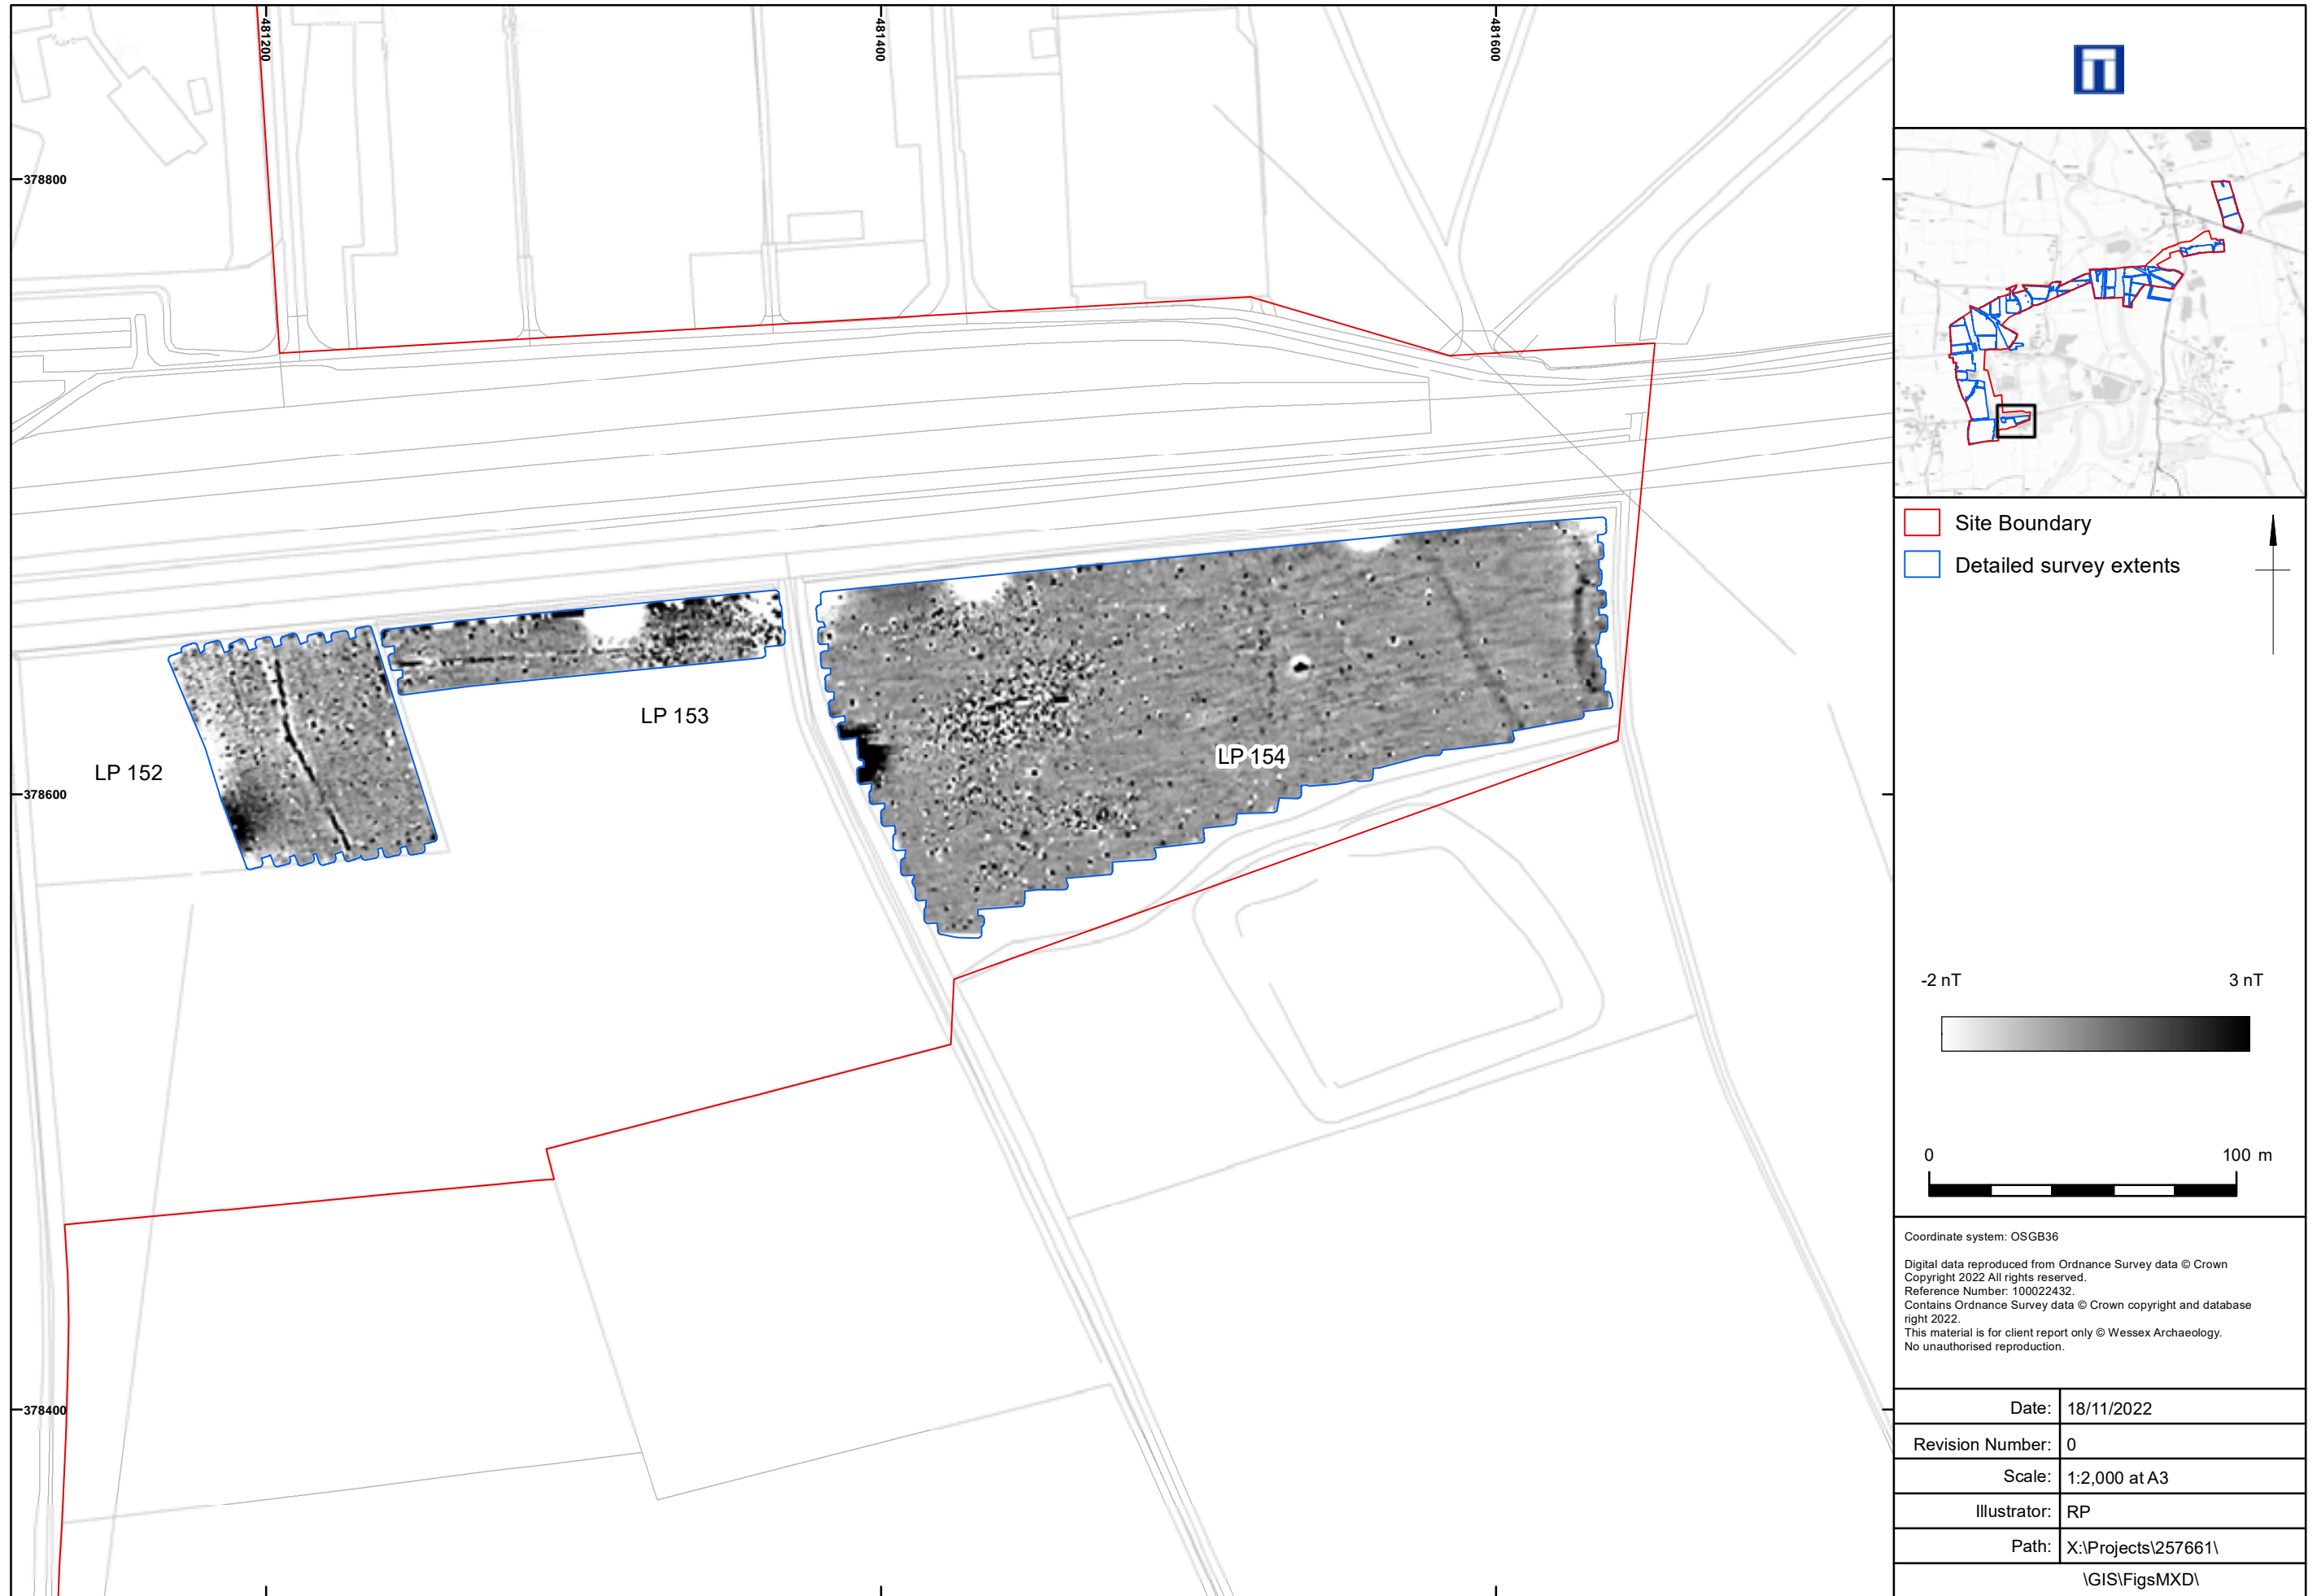 481200
481400
481600
378800
378600
378400
LP 152
LP 153
LP 154
Site Boundary
Detailed survey extents
-2 nT
3 nT
0
100 m
Coordinate system: OSGB36
Digital data reproduced from Ordnance Survey data © Crown
Copyright 2022 All rights reserved.
Reference Number: 100022432.
Contains Ordnance Survey data © Crown copyright and database
right 2022.
This material is for client report only © Wessex Archaeology.
No unauthorised reproduction.
Date: 18/11/2022
Revision Number: 0
Scale: 1:2,000 at A3
Illustrator: RP
Path: X:\Projects\257661\
\GIS\FigsMXD\